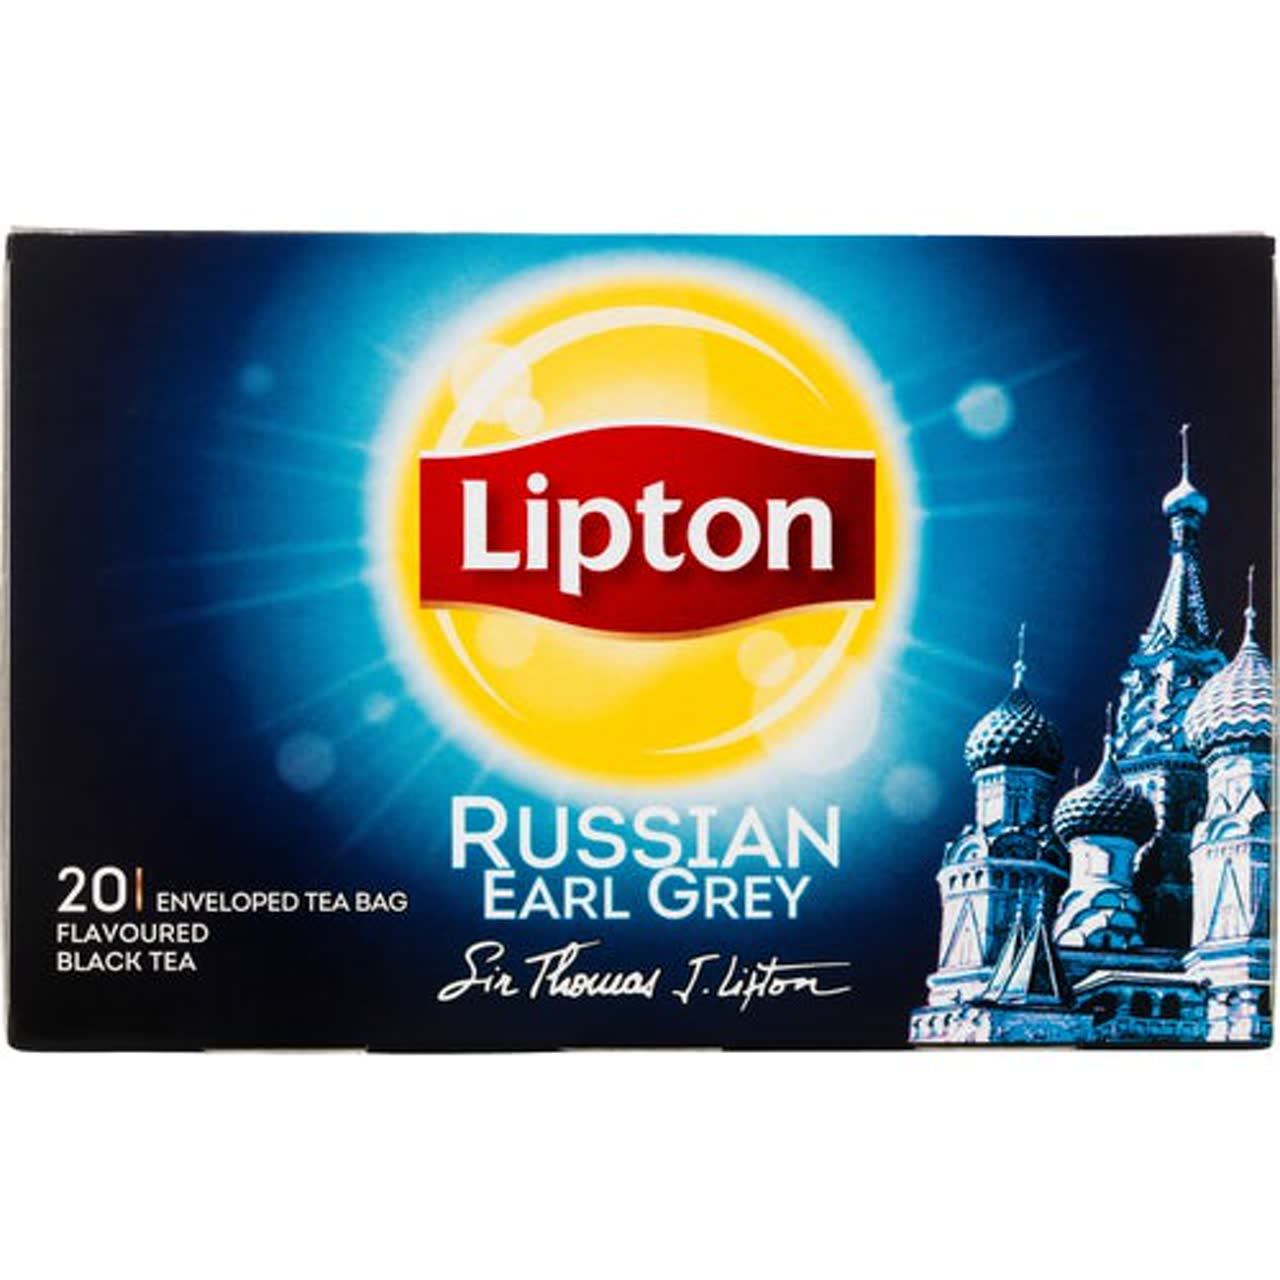 Lipton
RUSSIAN
EARL GREY
Sir Thomas J. Lipton
20 | ENVELOPED TEA BAG
FLAVOURED
BLACK TEA